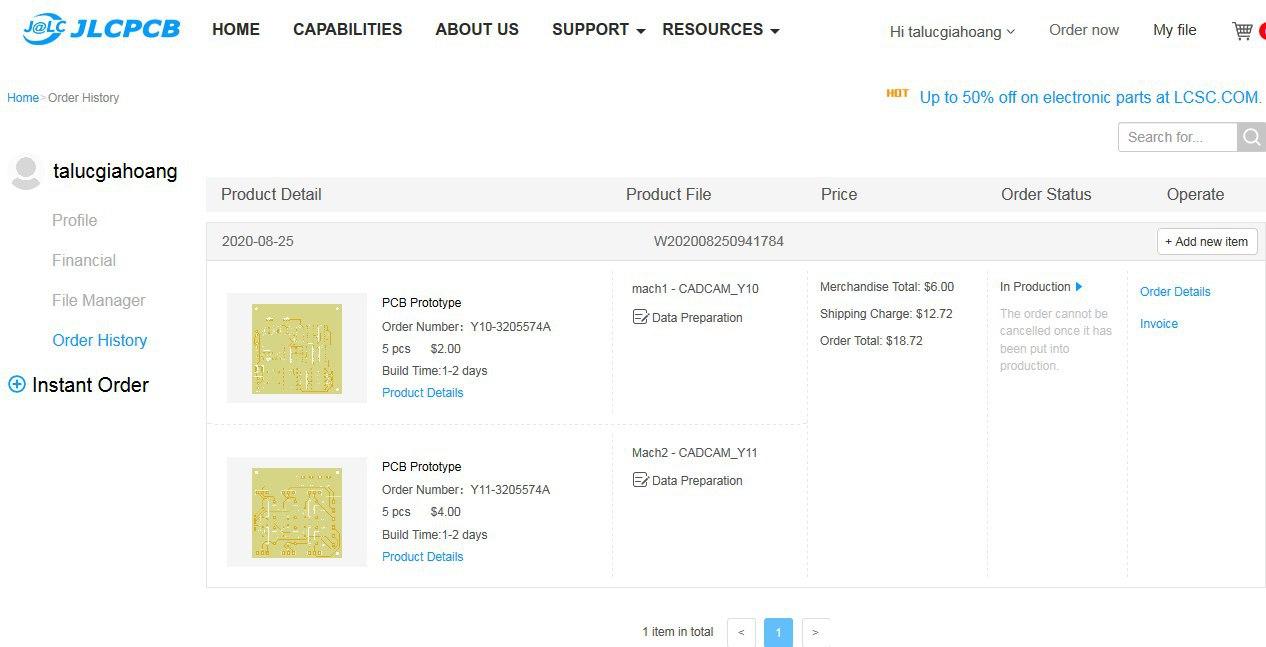 J@LC JLCPCB HOME CAPABILITIES ABOUT US SUPPORT RESOURCES Hi talucgiahoang Order now My file
Home > Order History
HOT Up to 50% off on electronic parts at LCSC.COM.
Search for...
talucgiahoang
Profile
Financial
File Manager
Order History
Instant Order
Product Detail Product File Price Order Status Operate
2020-08-25 W202008250941784 + Add new item
PCB Prototype
Order Number: Y10-3205574A
5 pcs $2.00
Build Time:1-2 days
Product Details
mach1 - CADCAM_Y10
Data Preparation
Merchandise Total: $6.00
Shipping Charge: $12.72
Order Total: $18.72
In Production
The order cannot be
cancelled once it has
been put into
production.
Order Details
Invoice
PCB Prototype
Order Number: Y11-3205574A
5 pcs $4.00
Build Time:1-2 days
Product Details
Mach2 - CADCAM_Y11
Data Preparation
1 item in total < 1 >